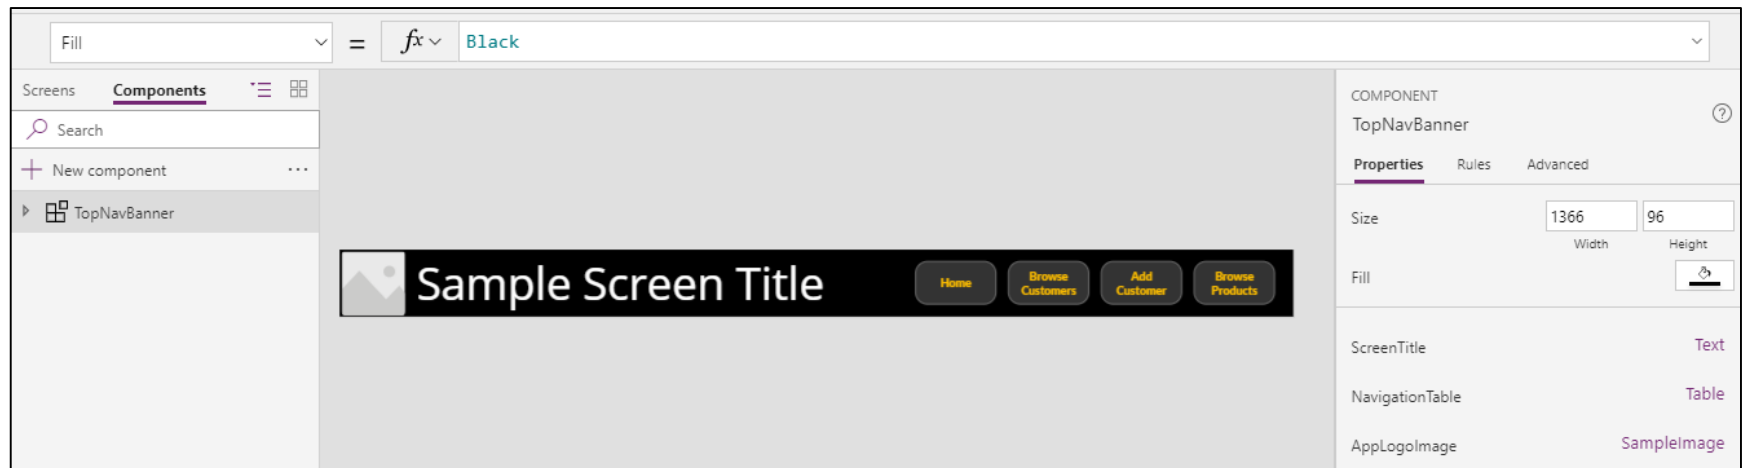 Fill = fx Black
Screens Components
Search
New component ...
TopNavBanner
Sample Screen Title
Home
Browse
Customers
Add
Customer
Browse
Products
COMPONENT
TopNavBanner
?
Properties Rules Advanced
Size 1366 96
Width Height
Fill
ScreenTitle Text
NavigationTable Table
AppLogoImage SampleImage